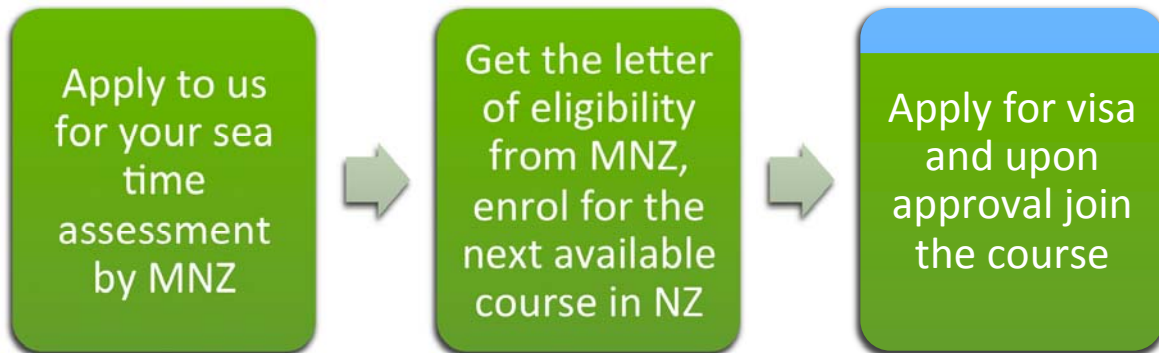 Apply to us
for your sea
time
assessment
by MNZ
Get the letter
of eligibility
from MNZ,
enrol for the
next available
course in NZ
Apply for visa
and upon
approval join
the course